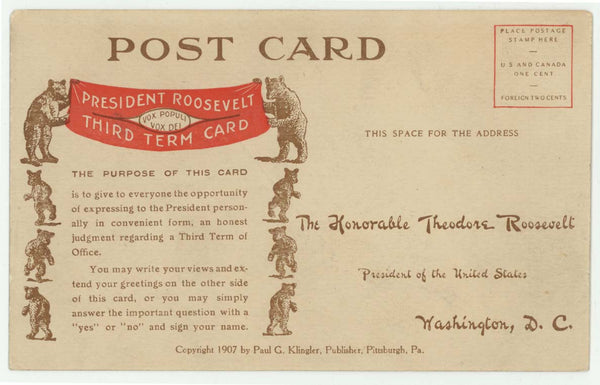 POST CARD
PLACE POSTAGE
STAMP HERE
—
U S AND CANADA
ONE CENT
—
FOREIGN TWO CENTS
PRESIDENT ROOSEVELT
VOX POPULI
VOX DEI
THIRD TERM CARD
THIS SPACE FOR THE ADDRESS
THE PURPOSE OF THIS CARD
is to give to everyone the opportunity
of expressing to the President person-
ally in convenient form, an honest
judgment regarding a Third Term of
Office.
You may write your views and ex-
tend your greetings on the other side
of this card, or you may simply
answer the important question with a
"yes" or "no" and sign your name.
The Honorable Theodore Roosevelt
President of the United States
Washington, D. C.
Copyright 1907 by Paul G. Klingler, Publisher, Pittsburgh, Pa.